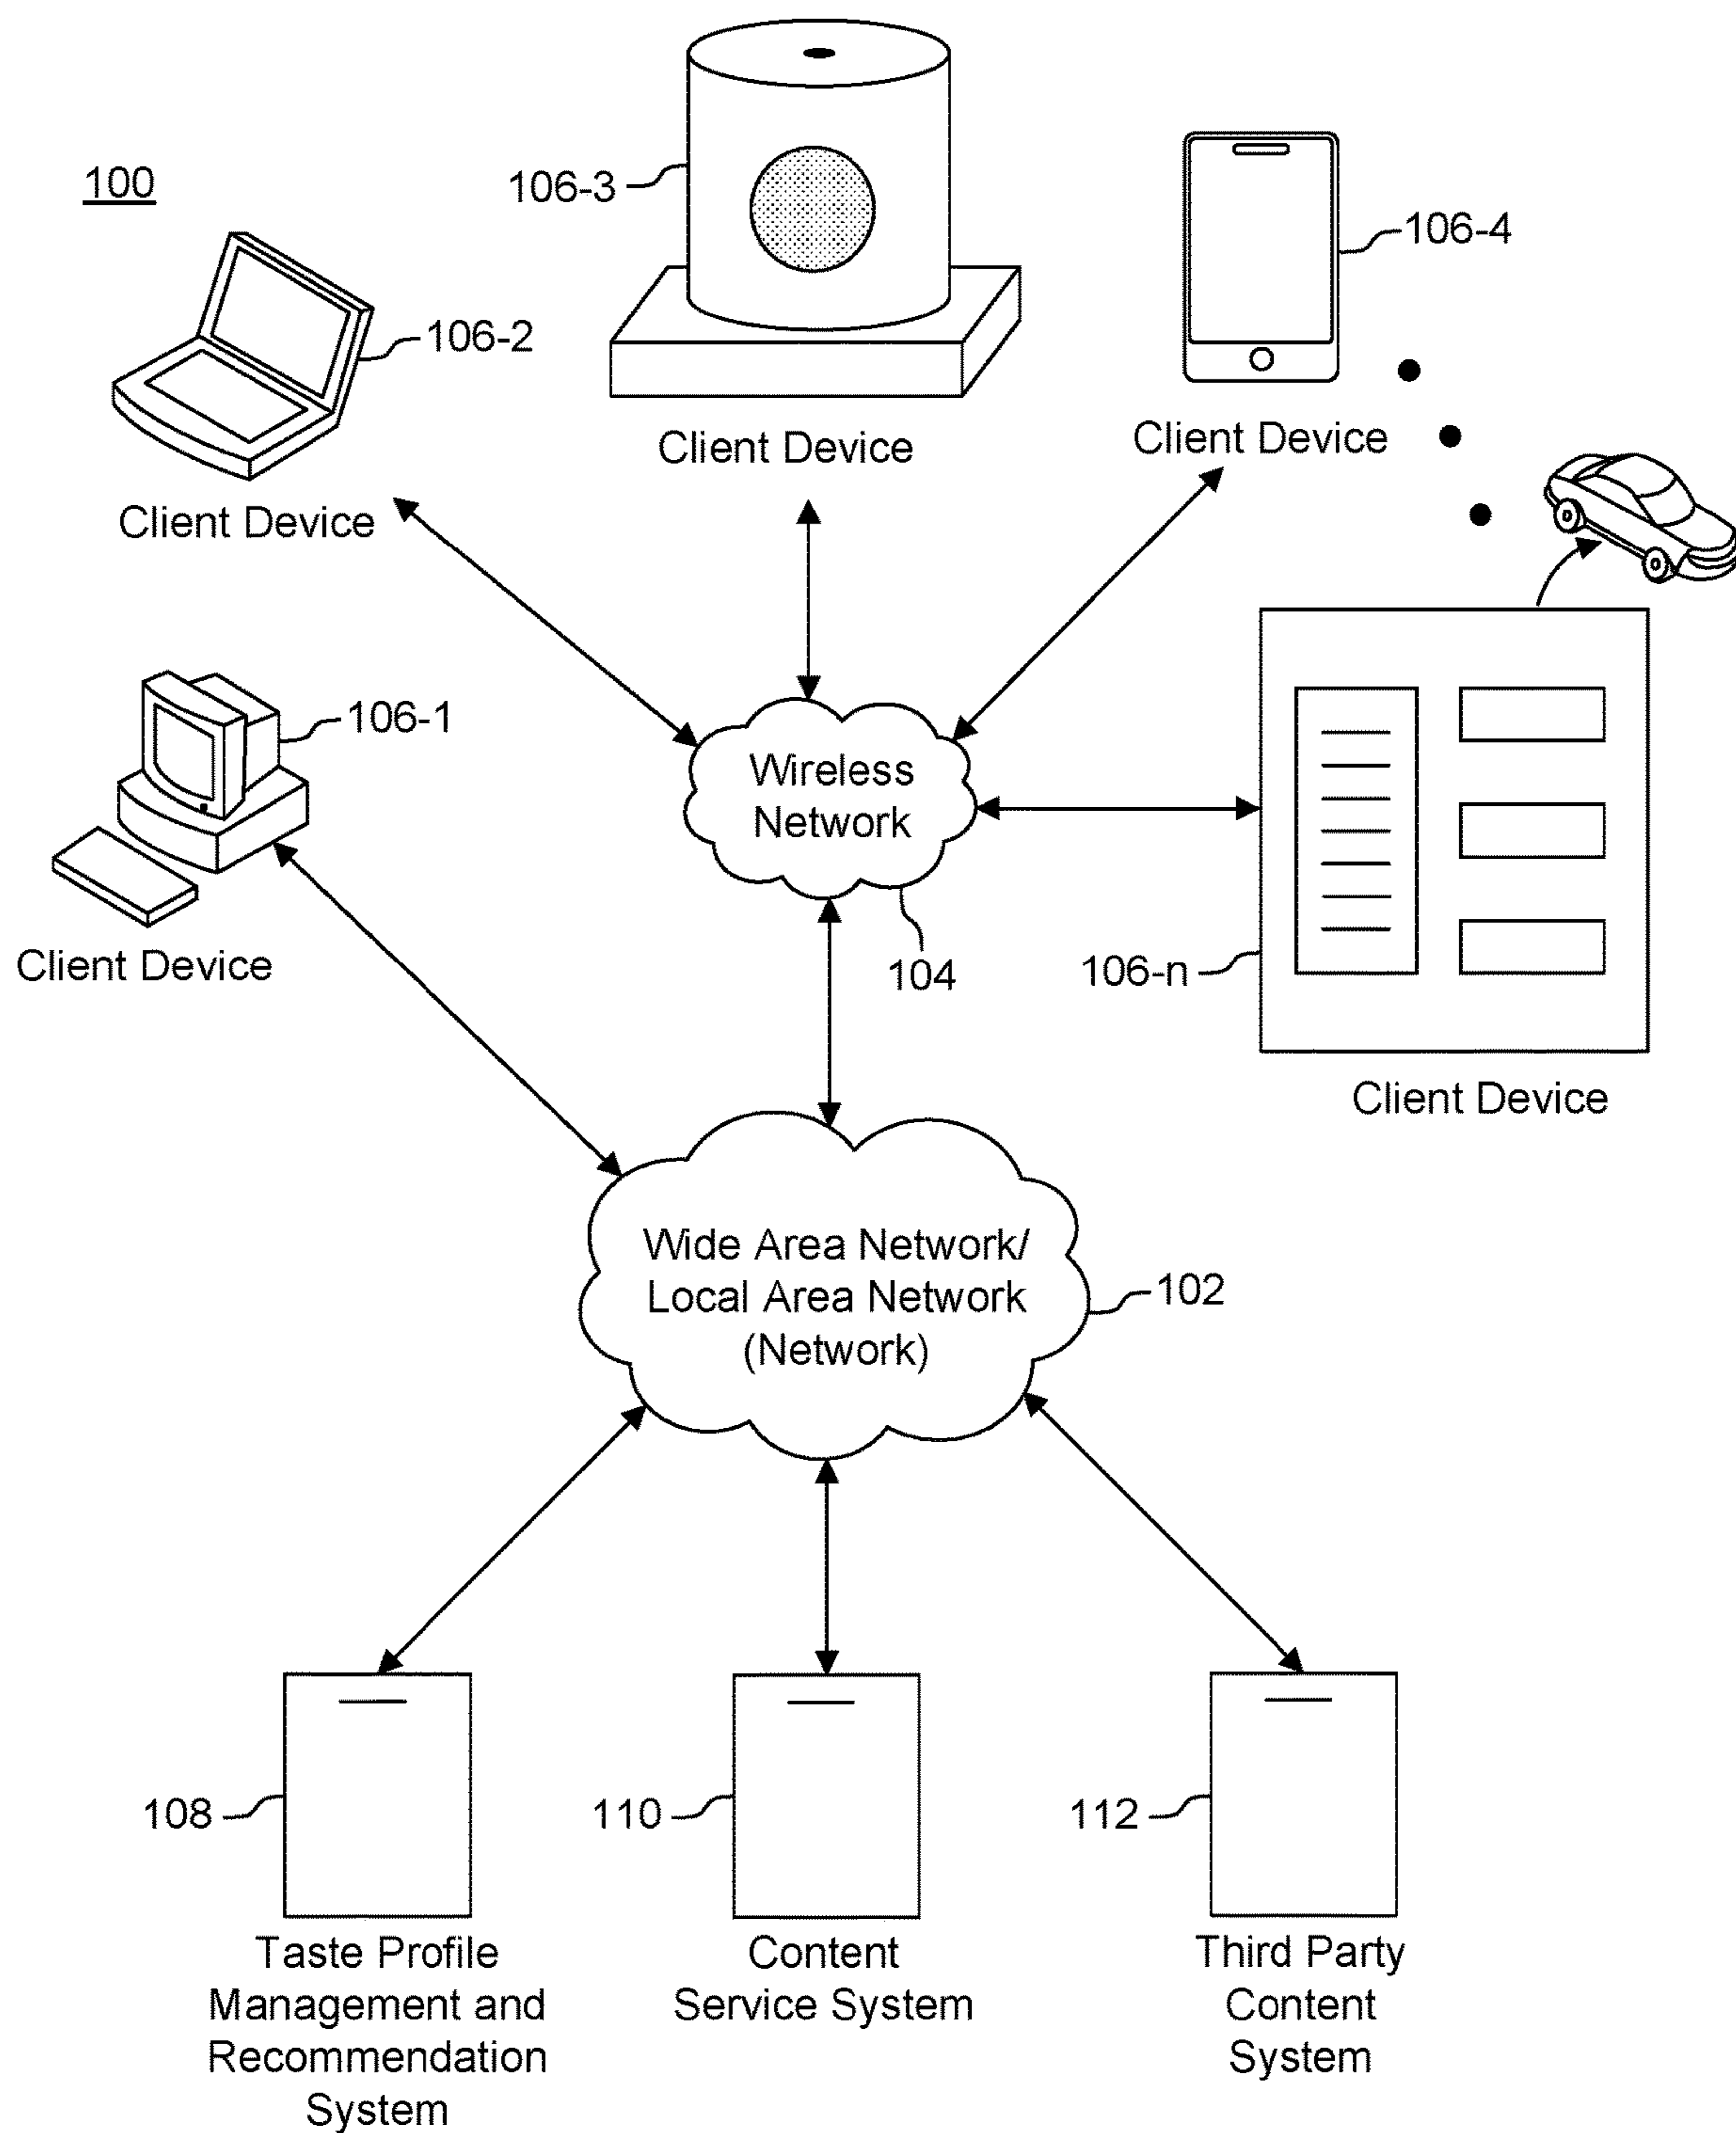 100
106-3
106-4
106-2
Client Device
Client Device
Client Device
106-1
Wireless
Network
Client Device
104
106-n
Client Device
Wide Area Network/
Local Area Network
(Network)
102
108
110
112
Taste Profile
Management and
Recommendation
System
Content
Service System
Third Party
Content
System